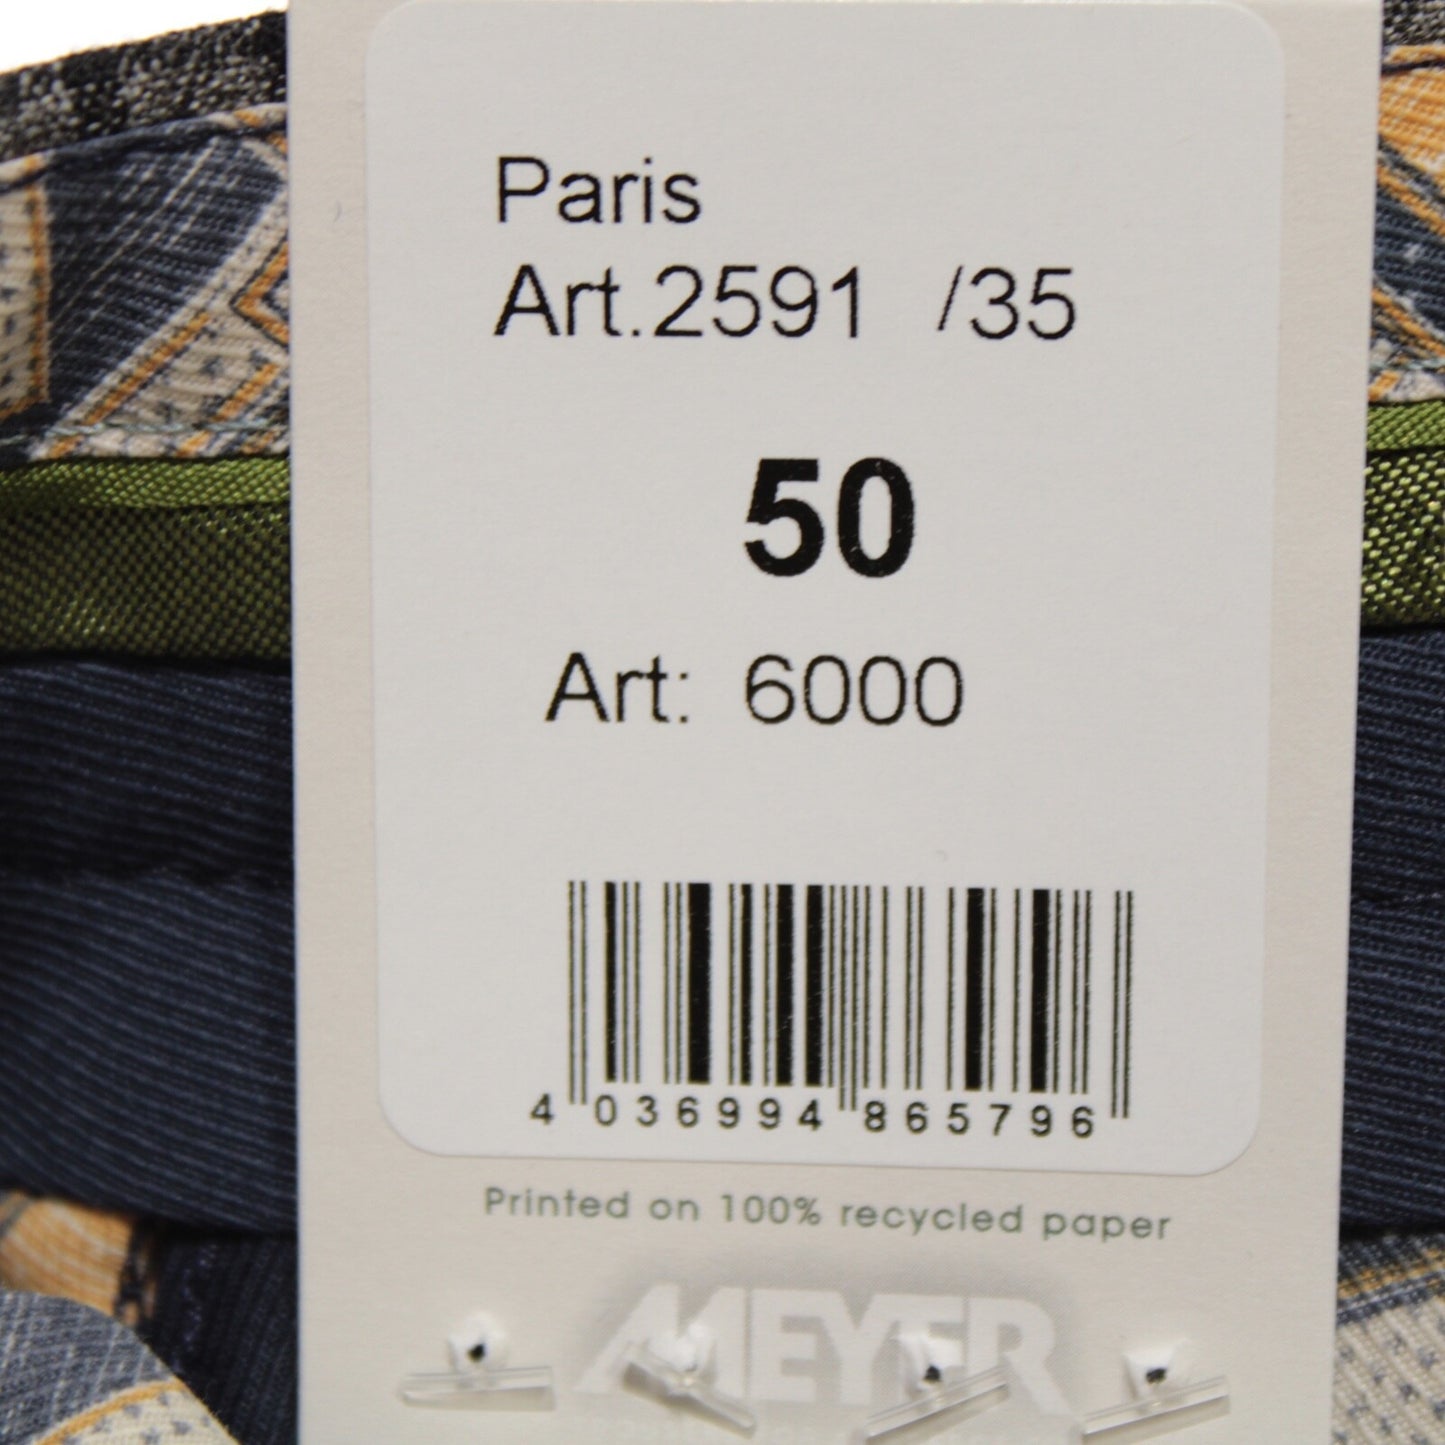 Paris
Art.2591 /35
50
Art: 6000
4 036994 865796
Printed on 100% recycled paper
MEYER